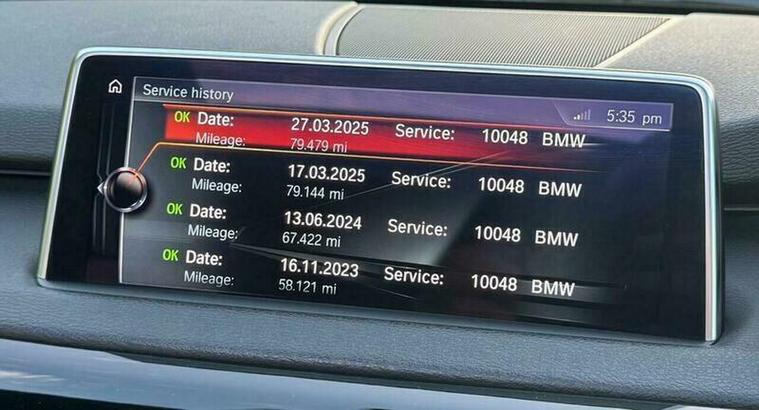 Service history
5:35 pm
OK Date: 27.03.2025 Service: 10048 BMW
Mileage: 79.479 mi
OK Date: 17.03.2025 Service: 10048 BMW
Mileage: 79.144 mi
OK Date: 13.06.2024 Service: 10048 BMW
Mileage: 67.422 mi
OK Date: 16.11.2023 Service: 10048 BMW
Mileage: 58.121 mi